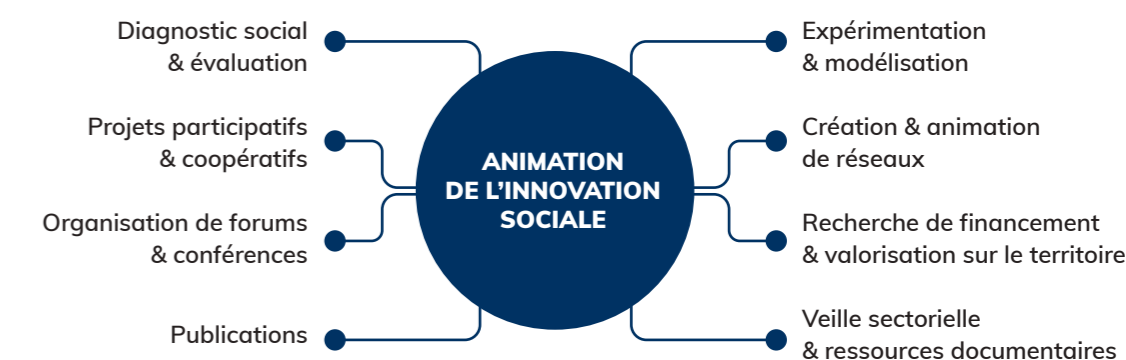 Diagnostic social
& évaluation
Projets participatifs
& coopératifs
Organisation de forums
& conférences
Publications
ANIMATION
DE L'INNOVATION
SOCIALE
Expérimentation
& modélisation
Création & animation
de réseaux
Recherche de financement
& valorisation sur le territoire
Veille sectorielle
& ressources documentaires